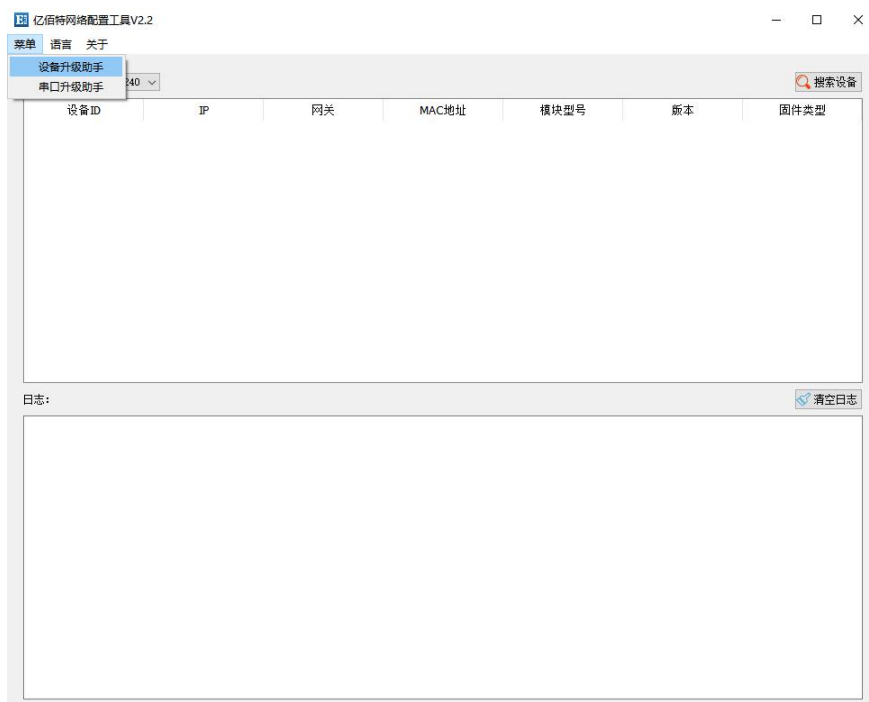 亿佰特网络配置工具V2.2
菜单 语言 关于
设备升级助手
串口升级助手
240
搜索设备
设备ID IP 网关 MAC地址 模块型号 版本 固件类型
日志:
清空日志